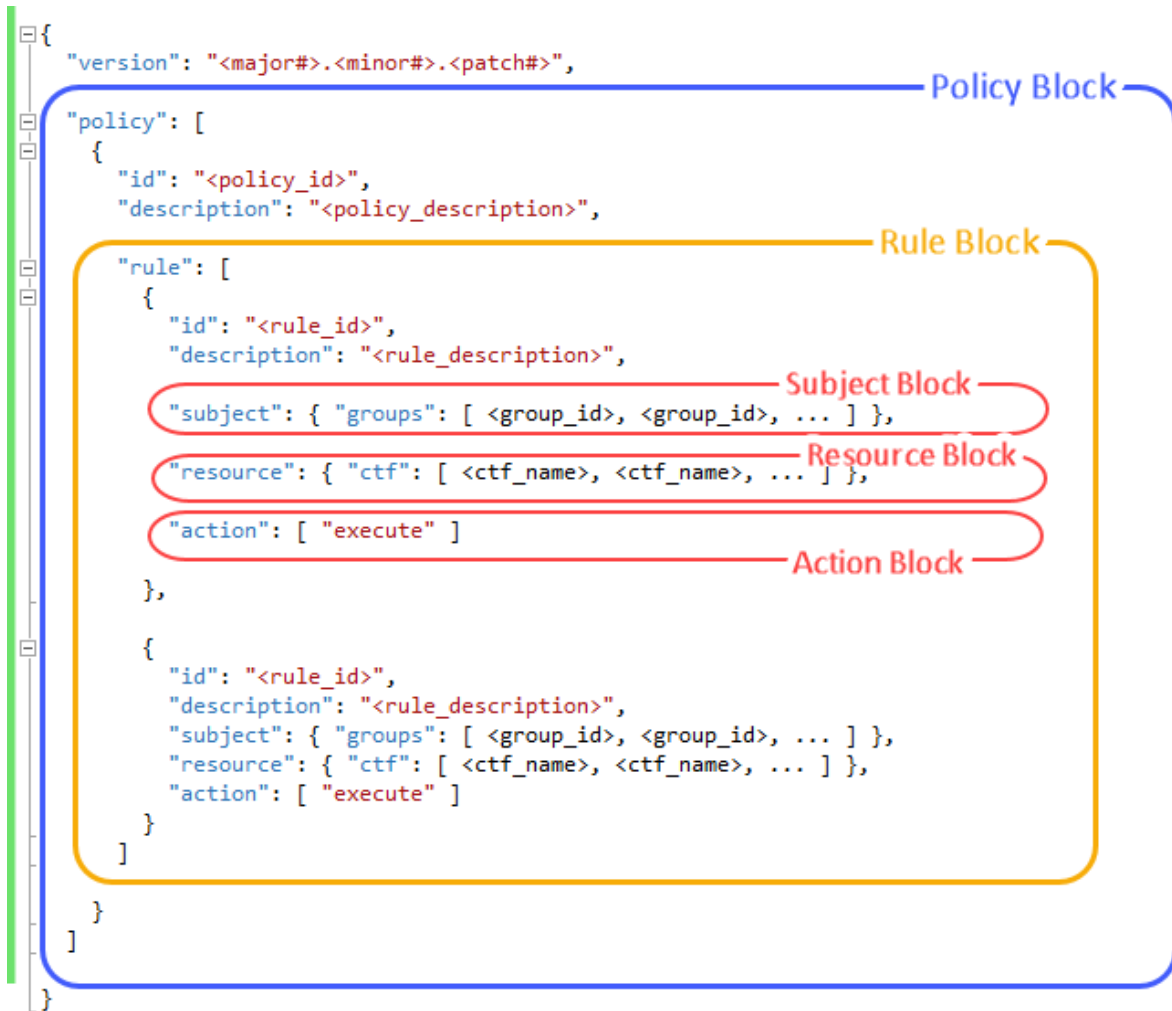 {
"version": "<major#>.<minor#>.<patch#>",
Policy Block
"policy": [
{
"id": "<policy_id>",
"description": "<policy_description>",
Rule Block
"rule": [
{
"id": "<rule_id>",
"description": "<rule_description>",
Subject Block
"subject": { "groups": [ <group_id>, <group_id>, ... ] },
Resource Block
"resource": { "ctf": [ <ctf_name>, <ctf_name>, ... ] },
"action": [ "execute" ]
Action Block
},
{
"id": "<rule_id>",
"description": "<rule_description>",
"subject": { "groups": [ <group_id>, <group_id>, ... ] },
"resource": { "ctf": [ <ctf_name>, <ctf_name>, ... ] },
"action": [ "execute" ]
}
]
}
]
}